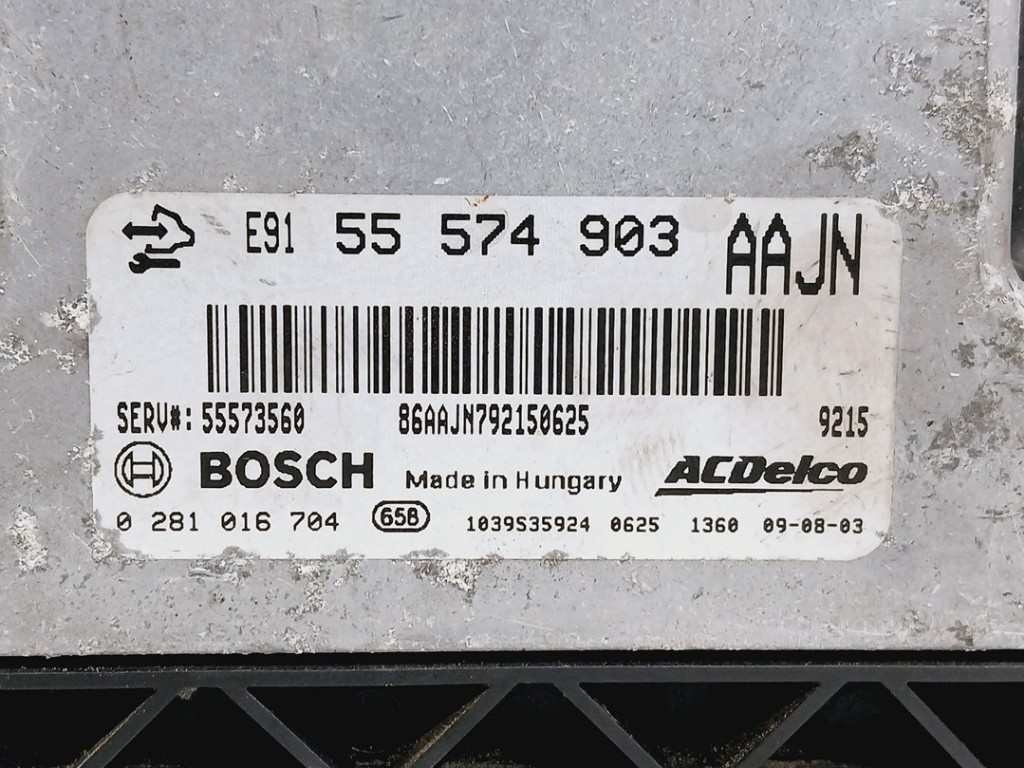 E91 55 574 903 AAJN
SERV#: 55573560 86AAJN792150625 9215
BOSCH Made in Hungary ACDelco
0 281 016 704 658 1039S35924 0625 1360 09-08-03